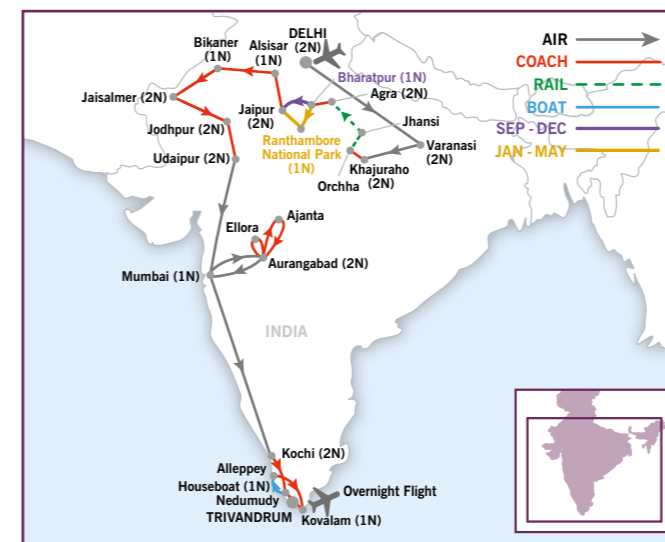 DELHI
(2N)
AIR
COACH
RAIL
BOAT
SEP - DEC
JAN - MAY
Bikaner
(1N)
Alsisar
(1N)
Bharatpur (1N)
Agra (2N)
Jaisalmer (2N)
Jaipur
(2N)
Jhansi
Jodhpur (2N)
Ranthambore
National Park
(1N)
Varanasi
(2N)
Udaipur (2N)
Khajuraho
(2N)
Orchha
Ajanta
Ellora
Aurangabad (2N)
Mumbai (1N)
INDIA
Kochi (2N)
Alleppey
Houseboat (1N)
Overnight Flight
Nedumudy
TRIVANDRUM
Kovalam (1N)